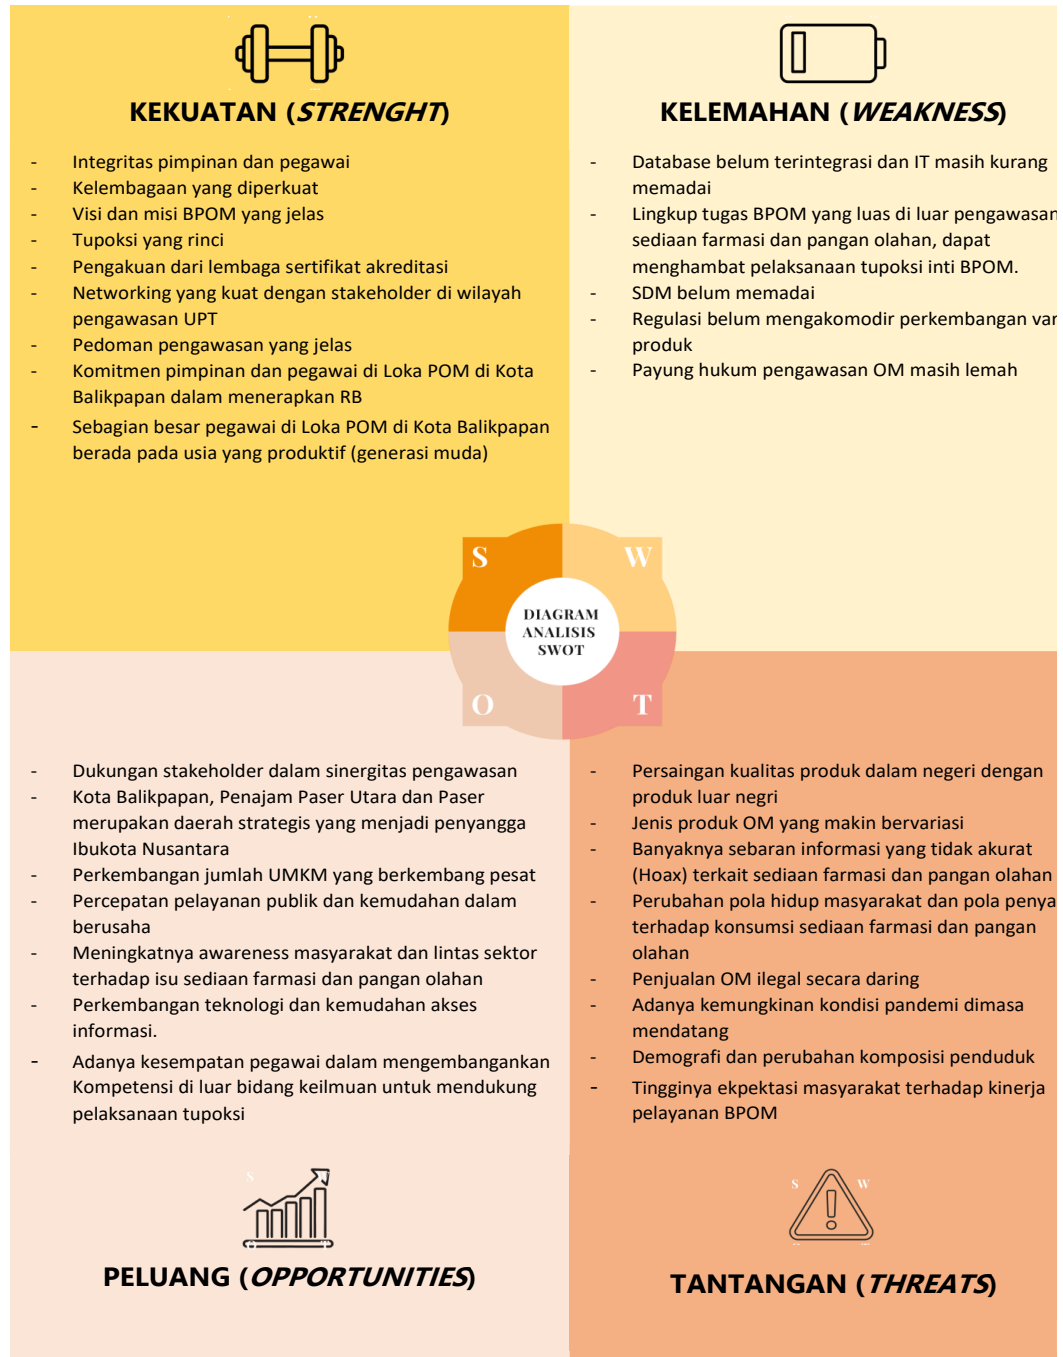 KEKUATAN (STRENGHT)
- Integritas pimpinan dan pegawai
- Kelembagaan yang diperkuat
- Visi dan misi BPOM yang jelas
- Tupoksi yang rinci
- Pengakuan dari lembaga sertifikat akreditasi
- Networking yang kuat dengan stakeholder di wilayah
pengawasan UPT
- Pedoman pengawasan yang jelas
- Komitmen pimpinan dan pegawai di Loka POM di Kota
Balikpapan dalam menerapkan RB
- Sebagian besar pegawai di Loka POM di Kota Balikpapan
berada pada usia yang produktif (generasi muda)
KELEMAHAN (WEAKNESS)
- Database belum terintegrasi dan IT masih kurang
memadai
- Lingkup tugas BPOM yang luas di luar pengawasan
sediaan farmasi dan pangan olahan, dapat
menghambat pelaksanaan tupoksi inti BPOM.
- SDM belum memadai
- Regulasi belum mengakomodir perkembangan
produk
- Payung hukum pengawasan OM masih lemah
S
W
DIAGRAM
ANALISIS
SWOT
O
T
- Dukungan stakeholder dalam sinergitas pengawasan
- Kota Balikpapan, Penajam Paser Utara dan Paser
merupakan daerah strategis yang menjadi penyangga
Ibukota Nusantara
- Perkembangan jumlah UMKM yang berkembang pesat
- Percepatan pelayanan publik dan kemudahan dalam
berusaha
- Meningkatnya awareness masyarakat dan lintas sektor
terhadap isu sediaan farmasi dan pangan olahan
- Perkembangan teknologi dan kemudahan akses
informasi.
- Adanya kesempatan pegawai dalam mengembangankan
Kompetensi di luar bidang keilmuan untuk mendukung
pelaksanaan tupoksi
S
PELUANG (OPPORTUNITIES)
- Persaingan kualitas produk dalam negeri dengan
produk luar negri
- Jenis produk OM yang makin bervariasi
- Banyaknya sebaran informasi yang tidak akurat
(Hoax) terkait sediaan farmasi dan pangan olahan
- Perubahan pola hidup masyarakat dan pola
terhadap konsumsi sediaan farmasi dan pangan
olahan
- Penjualan OM ilegal secara daring
- Adanya kemungkinan kondisi pandemi dimasa
mendatang
- Demografi dan perubahan komposisi penduduk
- Tingginya ekpektasi masyarakat terhadap kinerja
pelayanan BPOM
S W
TANTANGAN (THREATS)